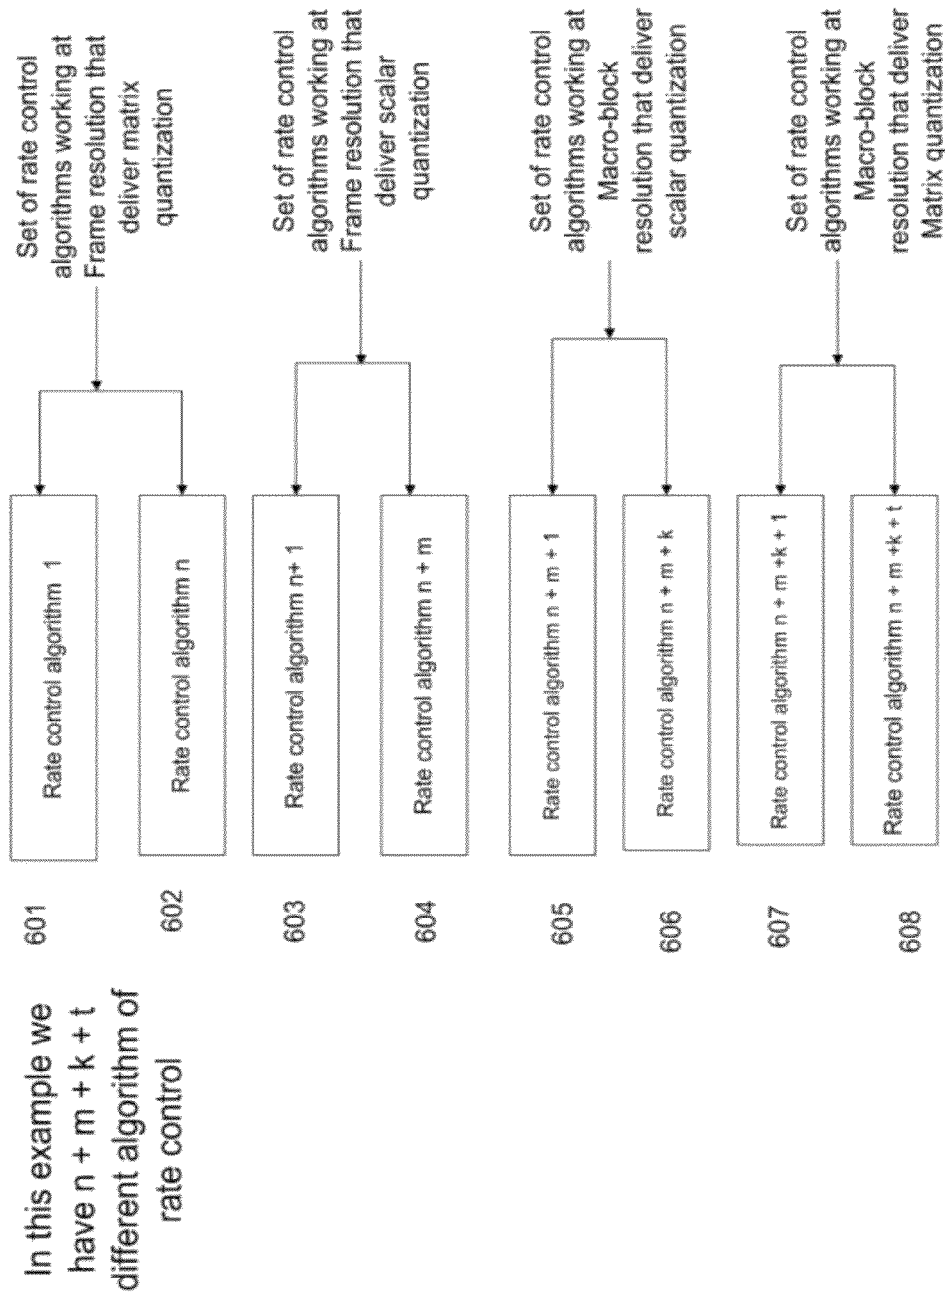 In this example we
have n + m + k + t
different algorithm of
rate control
601
Rate control algorithm 1
602
Rate control algorithm n
Set of rate control
algorithms working at
Frame resolution that
deliver matrix
quantization
603
Rate control algorithm n+ 1
604
Rate control algorithm n + m
Set of rate control
algorithms working at
Frame resolution that
deliver scalar
quantization
605
Rate control algorithm n + m + 1
606
Rate control algorithm n + m + k
Set of rate control
algorithms working at
Macro-block
resolution that deliver
scalar quantization
607
Rate control algorithm n + m +k + 1
608
Rate control algorithm n + m +k + t
Set of rate control
algorithms working at
Macro-block
resolution that deliver
Matrix quantization